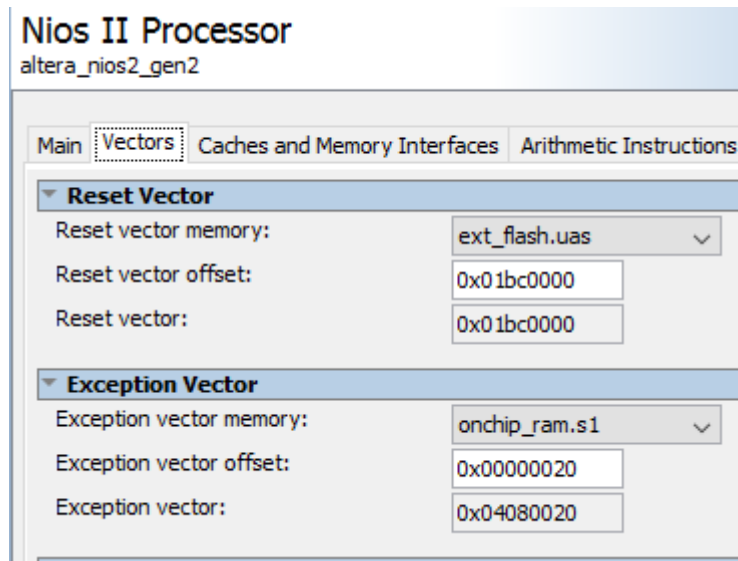 Nios II Processor
altera_nios2_gen2
Main Vectors Caches and Memory Interfaces Arithmetic Instructions
Reset Vector
Reset vector memory: ext_flash.uas
Reset vector offset: 0x01bc0000
Reset vector: 0x01bc0000
Exception Vector
Exception vector memory: onchip_ram.s1
Exception vector offset: 0x00000020
Exception vector: 0x04080020